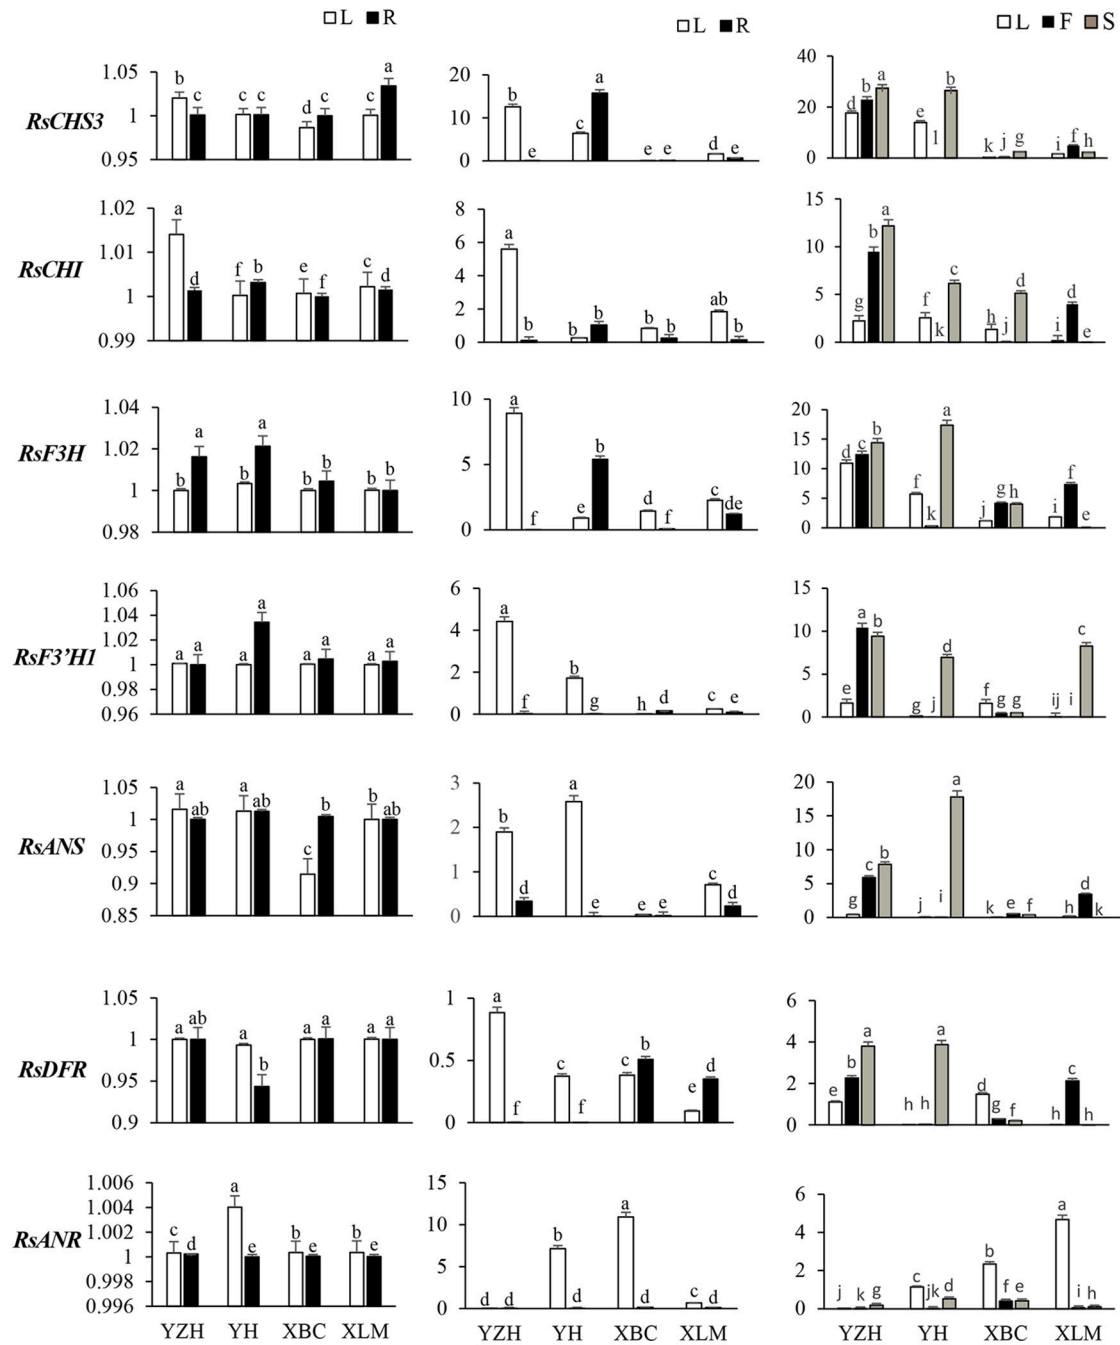 L R
L R
L F S
RsCHS3
1.05
1
0.95
b c c c d c c a
20
10
0
b e c a e e d e
40
20
0
d b a e l b k j g i f h
RsCHI
1.02
1.01
1
0.99
a d f b e f c d
8
6
4
2
0
a b b b b b ab b
15
10
5
0
g b a f k c h j d i d e
RsF3H
1.04
1.02
1
0.98
b a b a b b b b
10
5
0
a f e b d f c de
20
15
10
5
0
d c b f k a j g h i f e
RsF3'H1
1.06
1.04
1.02
1
0.98
0.96
a a a a a a a a
6
4
2
0
a f b g h d c e
15
10
5
0
e a b g j d f g g ij i c
RsANS
1.05
1
0.95
0.9
0.85
a ab a ab c b b ab
3
2
1
0
b d a e e e c d
20
15
10
5
0
g c b j i a k e f h d k
RsDFR
1.05
1
0.95
0.9
a ab a b a a a a
1
0.5
0
a f c f c d e d
6
4
2
0
e b a h h a d g f h c h
RsANR
1.006
1.004
1.002
1
0.998
0.996
c d a e b e b e
15
10
5
0
d d b d a d c d
6
4
2
0
j k g c jk d b f e a i h
YZH YH XBC XLM
YZH YH XBC XLM
YZH YH XBC XLM